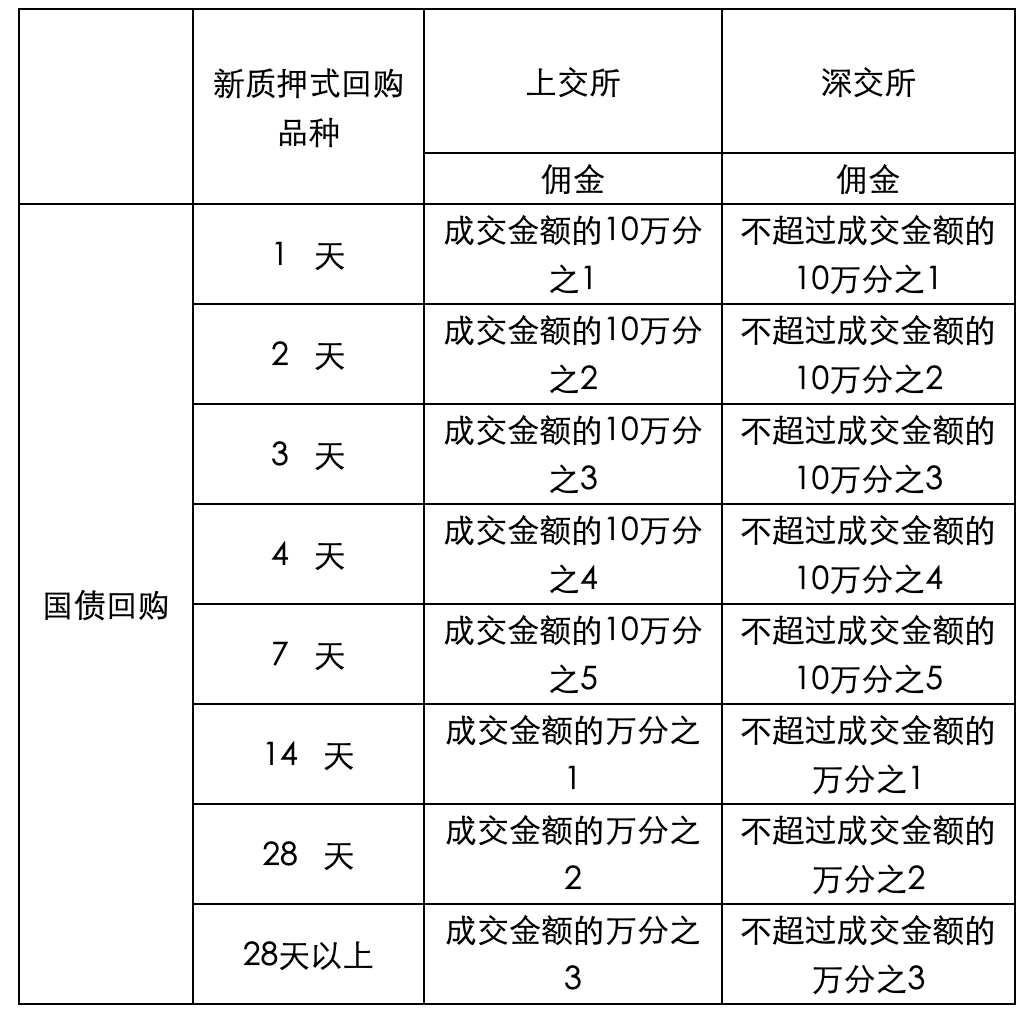 新质押式回购
品种
上交所
深交所
佣金
佣金
国债回购
1 天
成交金额的10万分
之1
不超过成交金额的
10万分之1
2 天
成交金额的10万分
之2
不超过成交金额的
10万分之2
3 天
成交金额的10万分
之3
不超过成交金额的
10万分之3
4 天
成交金额的10万分
之4
不超过成交金额的
10万分之4
7 天
成交金额的10万分
之5
不超过成交金额的
10万分之5
14 天
成交金额的万分之
1
不超过成交金额的
万分之1
28 天
成交金额的万分之
2
不超过成交金额的
万分之2
28天以上
成交金额的万分之
3
不超过成交金额的
万分之3